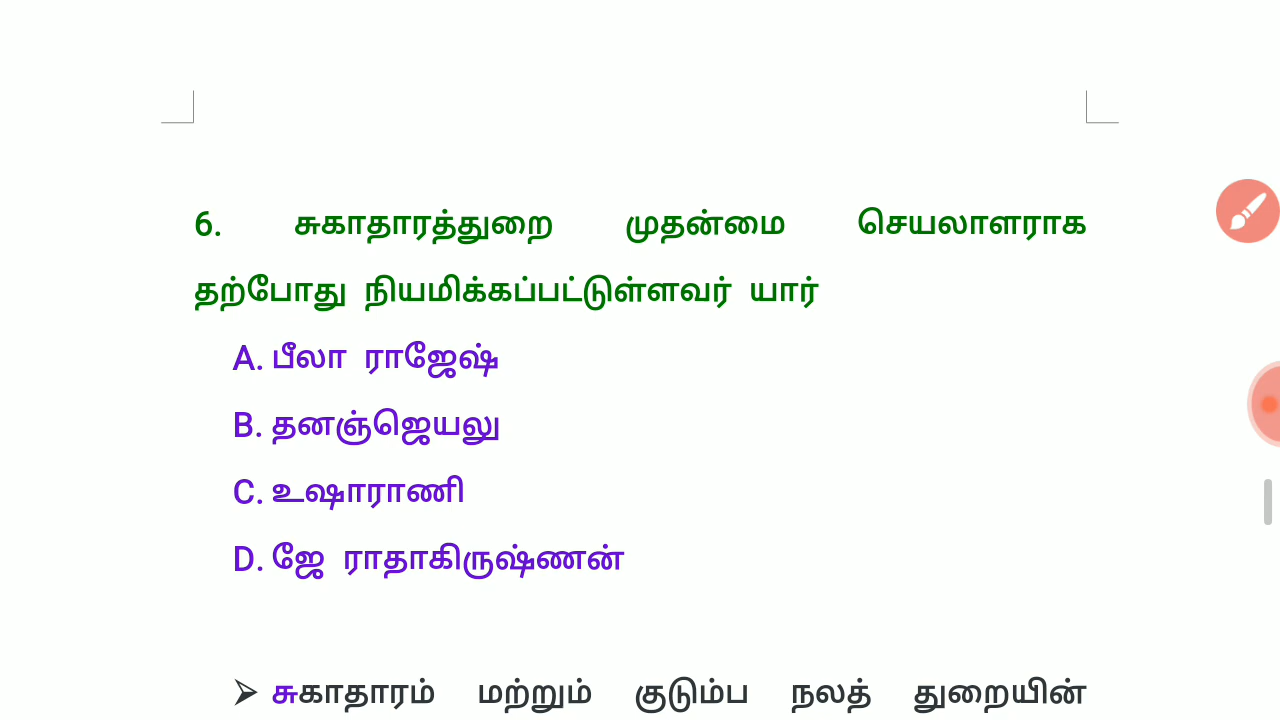 6. சுகாதாரத்துறை முதன்மை செயலாளராக
தற்போது நியமிக்கப்பட்டுள்ளவர் யார்
A. பீலா ராஜேஷ்
B. தனஞ்ஜெயலு
C. உஷாராணி
D. ஜே ராதாகிருஷ்ணன்
➢ சுகாதாரம் மற்றும் குடும்ப நலத் துறையின்